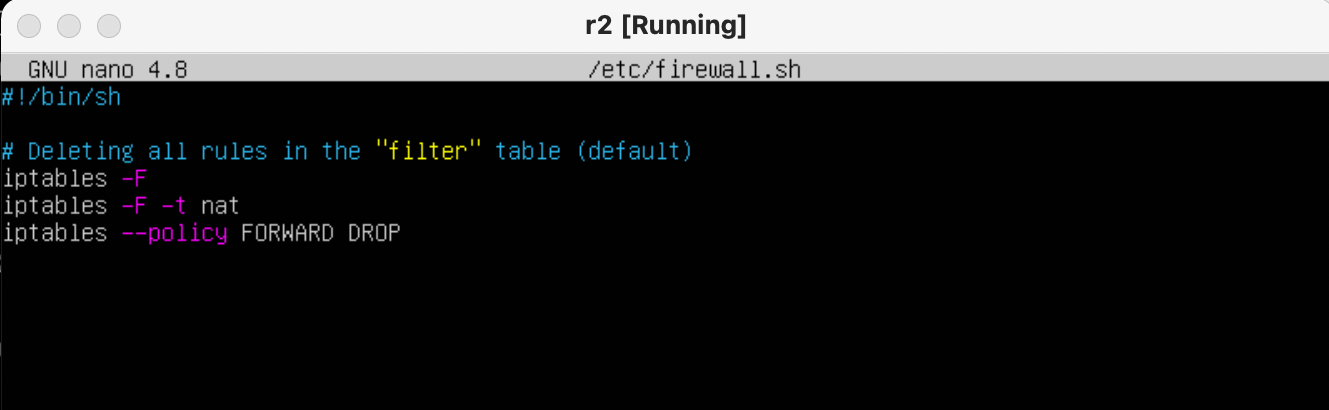 r2 [Running]
GNU nano 4.8 /etc/firewall.sh
#!/bin/sh
# Deleting all rules in the "filter" table (default)
iptables -F
iptables -F -t nat
iptables --policy FORWARD DROP